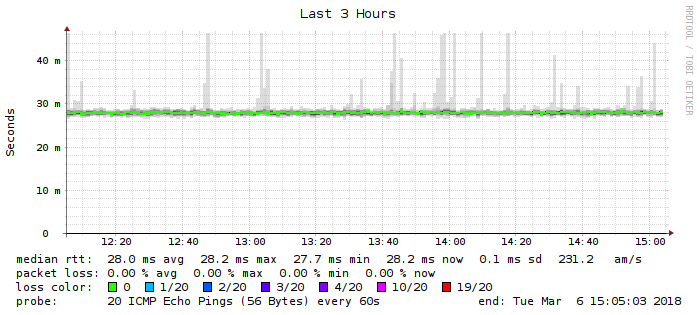 Last 3 Hours
RRDTOOL / TOBI OETIKER
Seconds
40 m
30 m
20 m
10 m
0
12:20 12:40 13:00 13:20 13:40 14:00 14:20 14:40 15:00
median rtt: 28.0 ms avg 28.2 ms max 27.7 ms min 28.2 ms now 0.1 ms sd 231.2 am/s
packet loss: 0.00 % avg 0.00 % max 0.00 % min 0.00 % now
loss color: 0 1/20 2/20 3/20 4/20 10/20 19/20
probe: 20 ICMP Echo Pings (56 Bytes) every 60s end: Tue Mar 6 15:05:03 2018